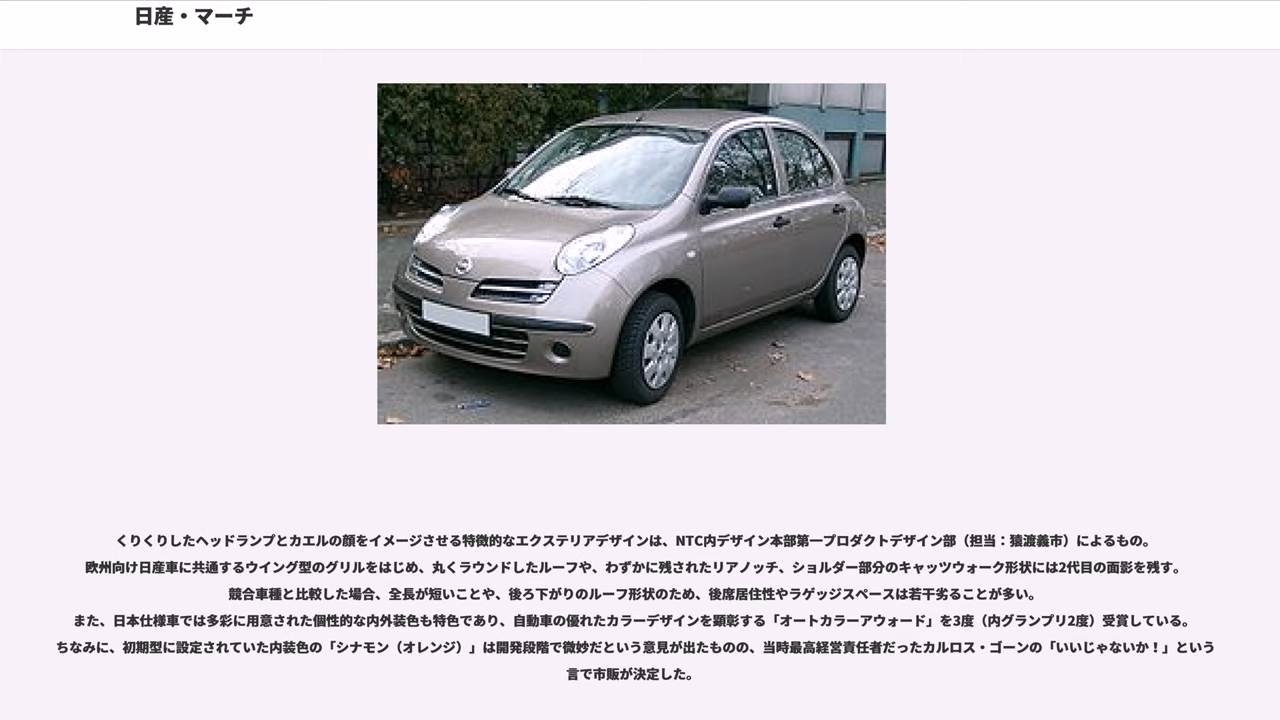 日産・マーチ
くりくりしたヘッドランプとカエルの顔をイメージさせる特徴的なエクステリアデザインは、NTC内デザイン本部第一プロダクトデザイン部（担当：猿渡義市）によるもの。
欧州向け日産車に共通するウイング型のグリルをはじめ、丸くラウンドしたルーフや、わずかに残されたリアノッチ、ショルダー部分のキャッツウォーク形状には2代目の面影を残す。
競合車種と比較した場合、全長が短いことや、後ろ下がりのルーフ形状のため、後席居住性やラゲッジスペースは若干劣ることが多い。
また、日本仕様車では多彩に用意された個性的な内外装色も特色であり、自動車の優れたカラーデザインを顕彰する「オートカラーアウォード」を3度（内グランプリ2度）受賞している。
ちなみに、初期型に設定されていた内装色の「シナモン（オレンジ）」は開発段階で微妙だという意見が出たものの、当時最高経営責任者だったカルロス・ゴーンの「いいじゃないか！」という
言で市販が決定した。